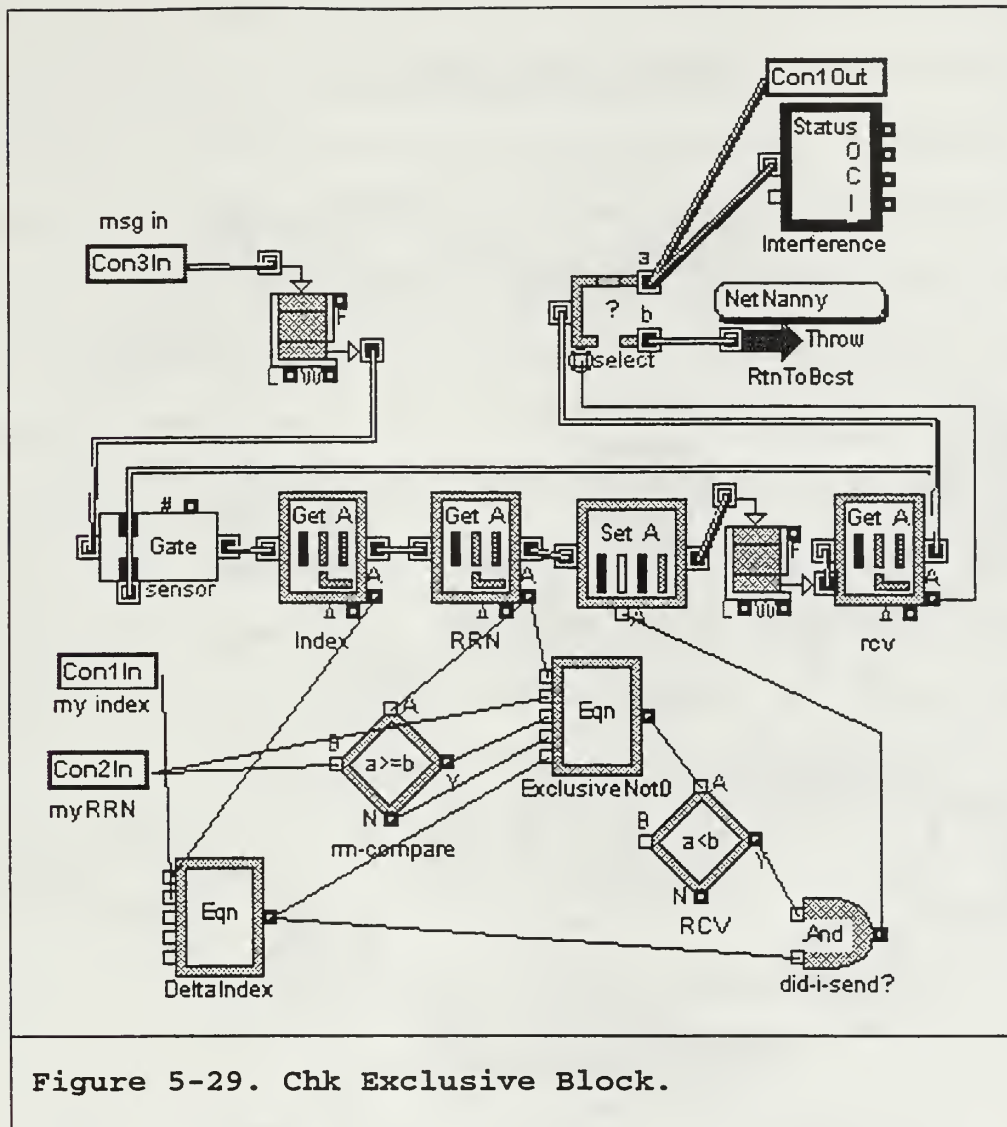 Con1Out
Status
O
C
I
Interference
msg in
Con3In
F
L W
a
?
b
select
NetNanny
Throw
RtnToBcst
#
Gate
sensor
Get A
A
n
Index
Get A
A
n
RRN
Set A
A
F
L W
Get A
A
n
rcv
Con1In
my index
Con2In
myRRN
A
B
a>=b
Y
N
rrn-compare
Eqn
ExclusiveNot0
A
B
a<b
Y
N
RCV
Eqn
DeltaIndex
And
did-i-send?
Figure 5-29. Chk Exclusive Block.